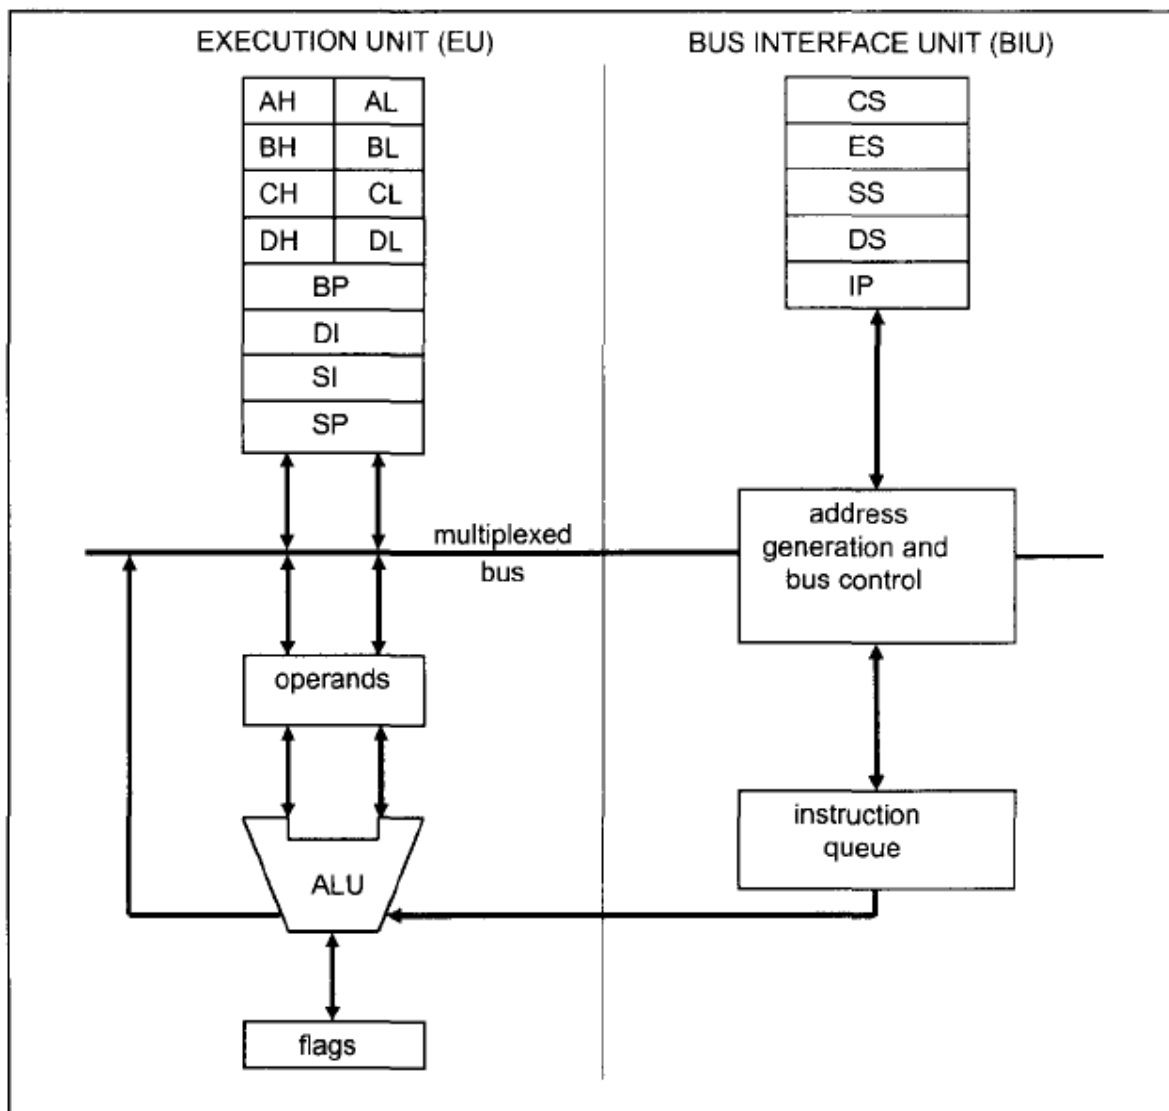 EXECUTION UNIT (EU)
BUS INTERFACE UNIT (BIU)
AH AL
BH BL
CH CL
DH DL
BP
DI
SI
SP
CS
ES
SS
DS
IP
multiplexed
bus
address
generation and
bus control
operands
instruction
queue
ALU
flags